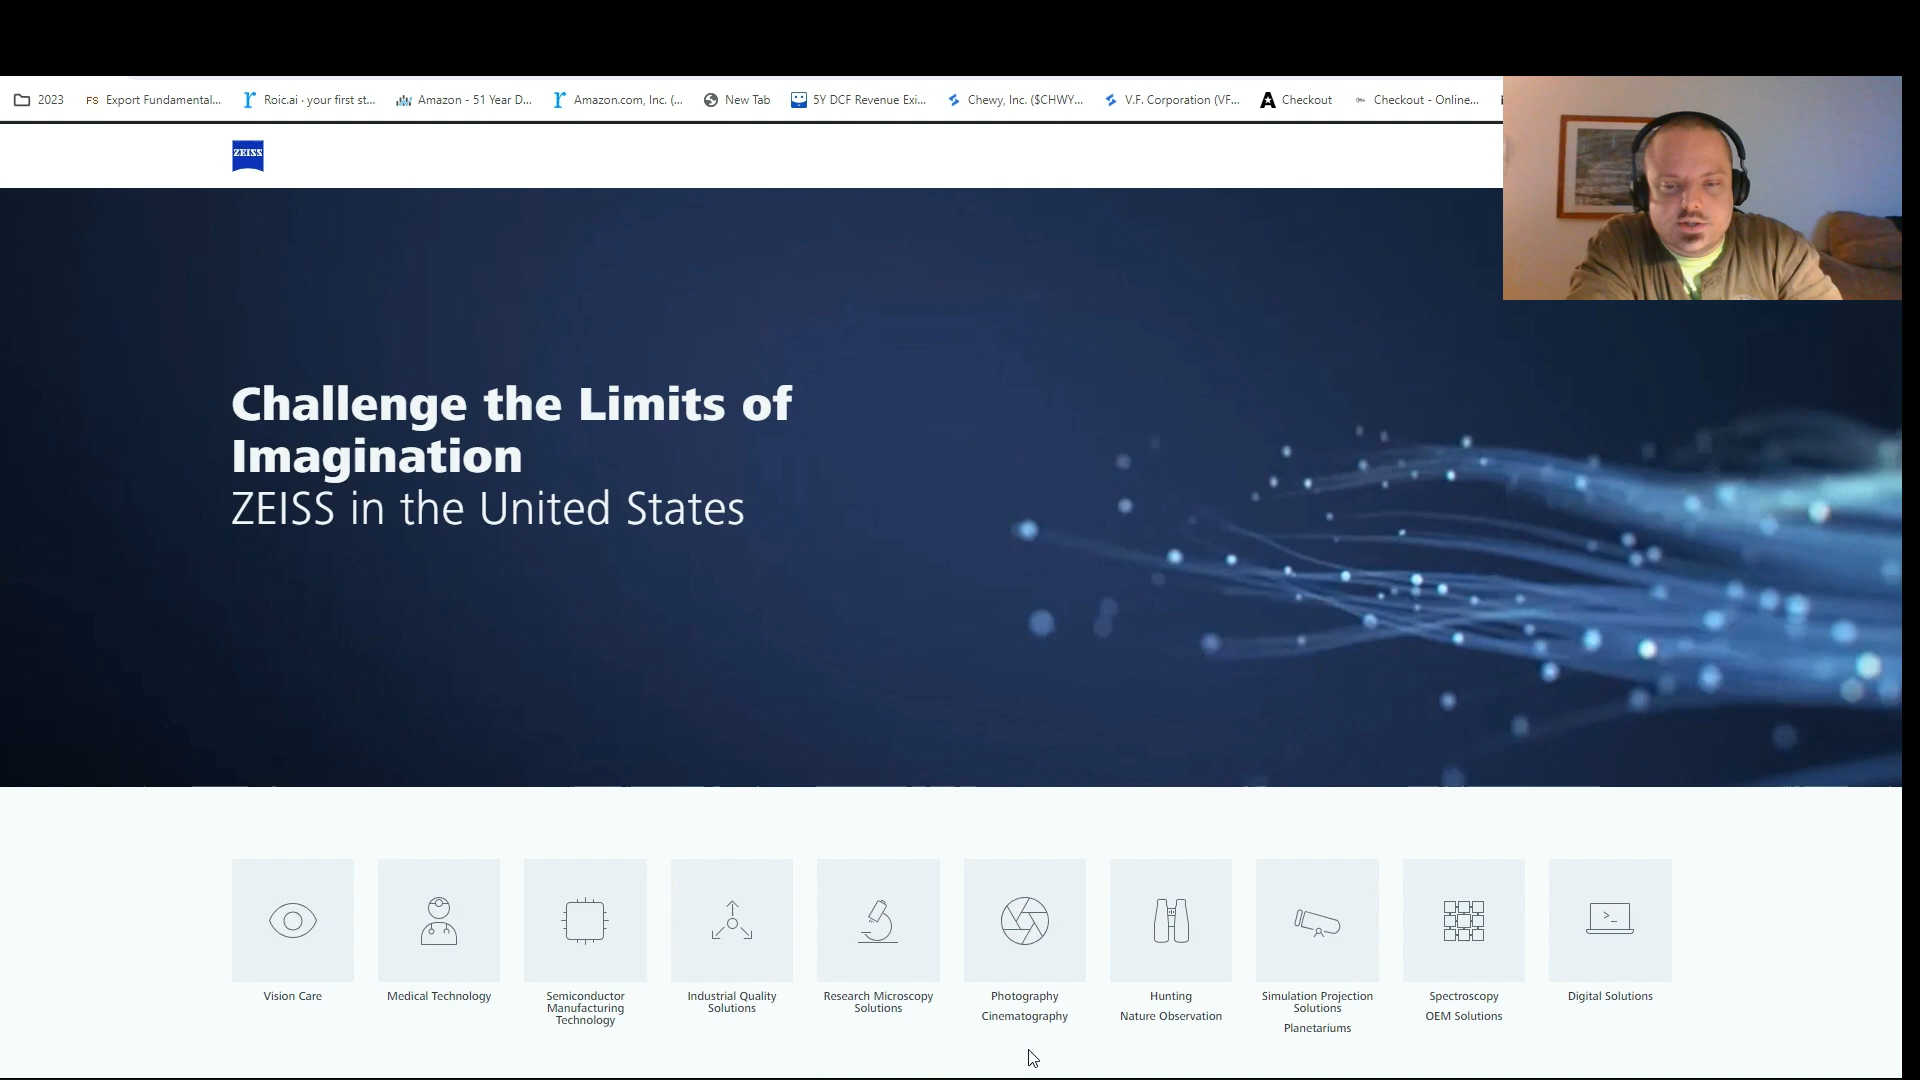 2023
FS Export Fundamental...
Roic.ai · your first st...
Amazon - 51 Year D...
Amazon.com, Inc. (...
New Tab
5Y DCF Revenue Exi...
Chewy, Inc. ($CHWY...
V.F. Corporation (VF...
Checkout
Checkout - Online...
ZEISS
Challenge the Limits of
Imagination
ZEISS in the United States
Vision Care
Medical Technology
Semiconductor
Manufacturing
Technology
Industrial Quality
Solutions
Research Microscopy
Solutions
Photography
Cinematography
Hunting
Nature Observation
Simulation Projection
Solutions
Planetariums
Spectroscopy
OEM Solutions
>_
Digital Solutions